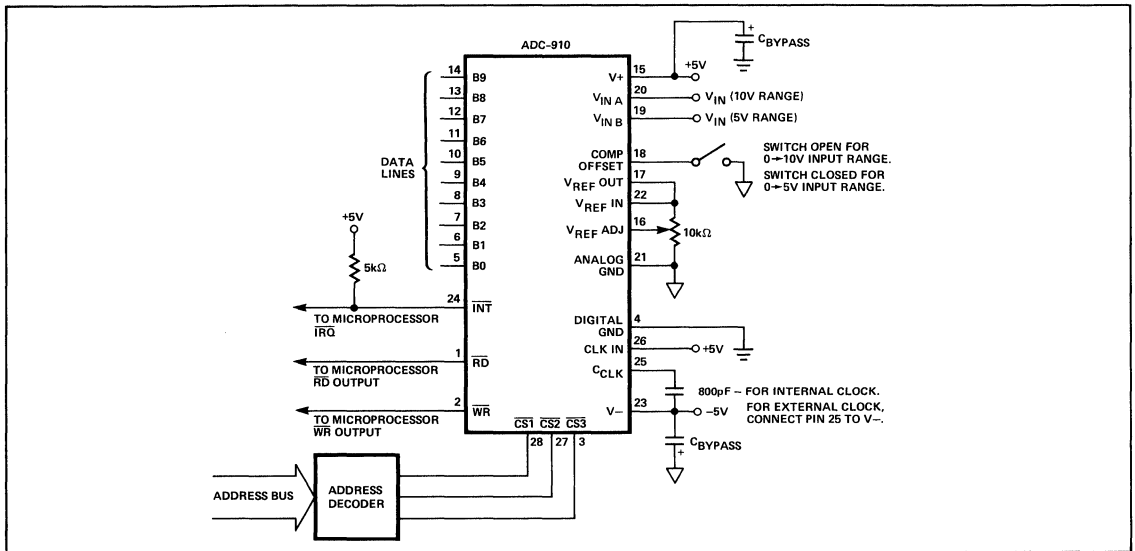 ADC-910
+ CBYPASS
+5V
14 B9
13 B8
12 B7
11 B6
10 B5
9 B4
8 B3
7 B2
6 B1
5 B0
DATA
LINES
+5V
5kΩ
24 INT
TO MICROPROCESSOR
IRQ
1 RD
TO MICROPROCESSOR
RD OUTPUT
2 WR
TO MICROPROCESSOR
WR OUTPUT
V+ 15
VIN A 20 VIN (10V RANGE)
VIN B 19 VIN (5V RANGE)
COMP
OFFSET 18
SWITCH OPEN FOR
0→10V INPUT RANGE.
SWITCH CLOSED FOR
0→5V INPUT RANGE.
VREF OUT 17
VREF IN 22
VREF ADJ 16 10kΩ
ANALOG
GND 21
DIGITAL
GND 4
CLK IN 26 +5V
CCLK 25
800pF – FOR INTERNAL CLOCK.
V– 23 –5V
FOR EXTERNAL CLOCK,
CONNECT PIN 25 TO V–.
CBYPASS
+
CS1 CS2 CS3
28 27 3
ADDRESS BUS
ADDRESS
DECODER